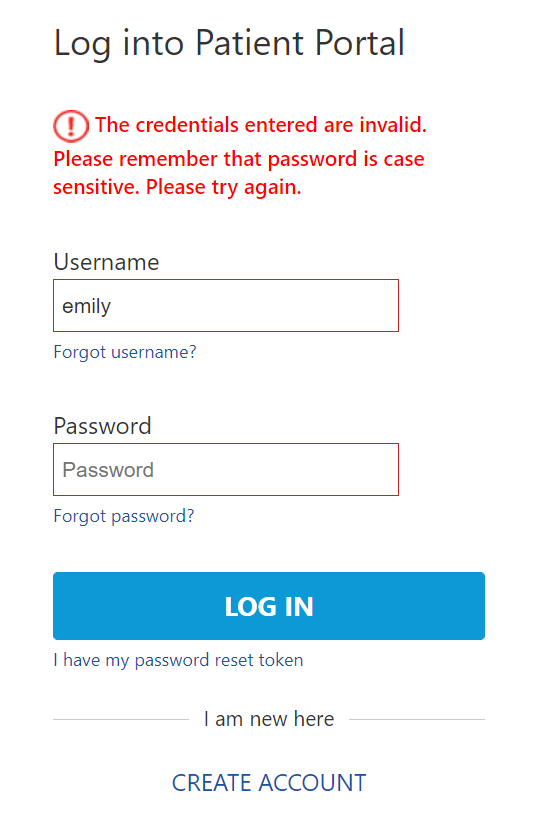 Log into Patient Portal
The credentials entered are invalid.
Please remember that password is case
sensitive. Please try again.
Username
emily
Forgot username?
Password
Password
Forgot password?
LOG IN
I have my password reset token
I am new here
CREATE ACCOUNT